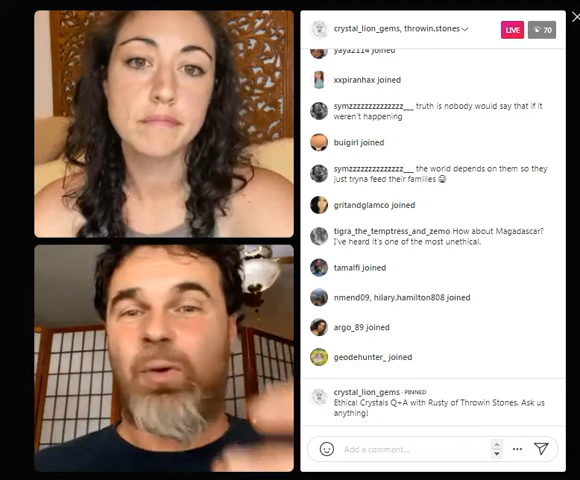 crystal_lion_gems, throwin.stones
LIVE
70
yaya2114 joined
xxpiranhax joined
symzzzzzzzzzzzzzz___ truth is nobody would say that if it
weren't happening
buigirl joined
symzzzzzzzzzzzzzz___ the world depends on them so they
just tryna feed their families 😂
gritandglamco joined
tigra_the_temptress_and_zemo How about Magadascar?
I've heard it's one of the most unethical.
tamalfi joined
nmend09, hilary.hamilton808 joined
argo_89 joined
geodehunter_ joined
crystal_lion_gems · PINNED
Ethical Crystals Q+A with Rusty of Throwin Stones. Ask us
anything!
Add a comment...